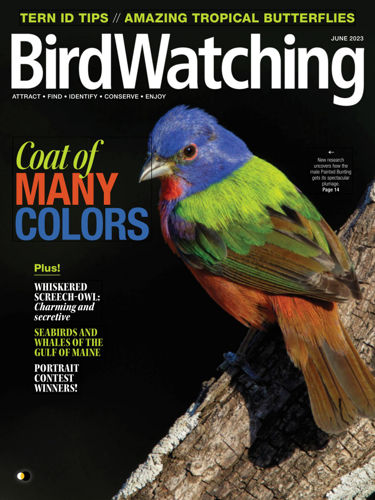 TERN ID TIPS // AMAZING TROPICAL BUTTERFLIES
JUNE 2023
BirdWatching
ATTRACT • FIND • IDENTIFY • CONSERVE • ENJOY
Coat of
MANY
COLORS
←
New research
uncovers how the
male Painted Bunting
gets its spectacular
plumage.
Page 14
Plus!
WHISKERED
SCREECH-OWL:
Charming and
secretive
SEABIRDS AND
WHALES OF THE
GULF OF MAINE
PORTRAIT
CONTEST
WINNERS!